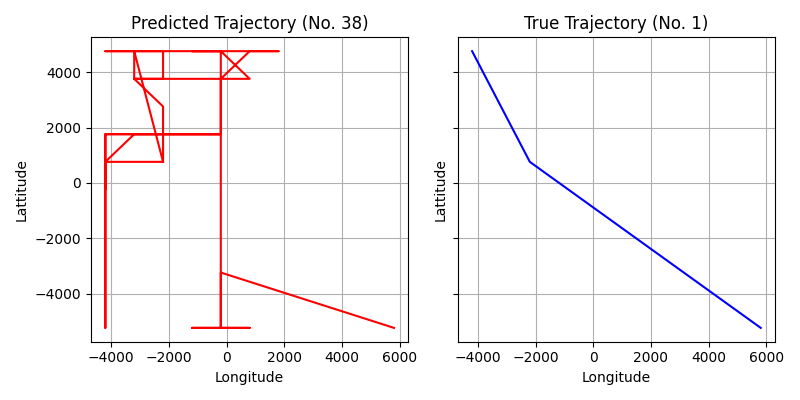 Predicted Trajectory (No. 38)
4000
2000
0
−2000
−4000
Lattitude
−4000 −2000 0 2000 4000 6000
Longitude
True Trajectory (No. 1)
Lattitude
−4000 −2000 0 2000 4000 6000
Longitude